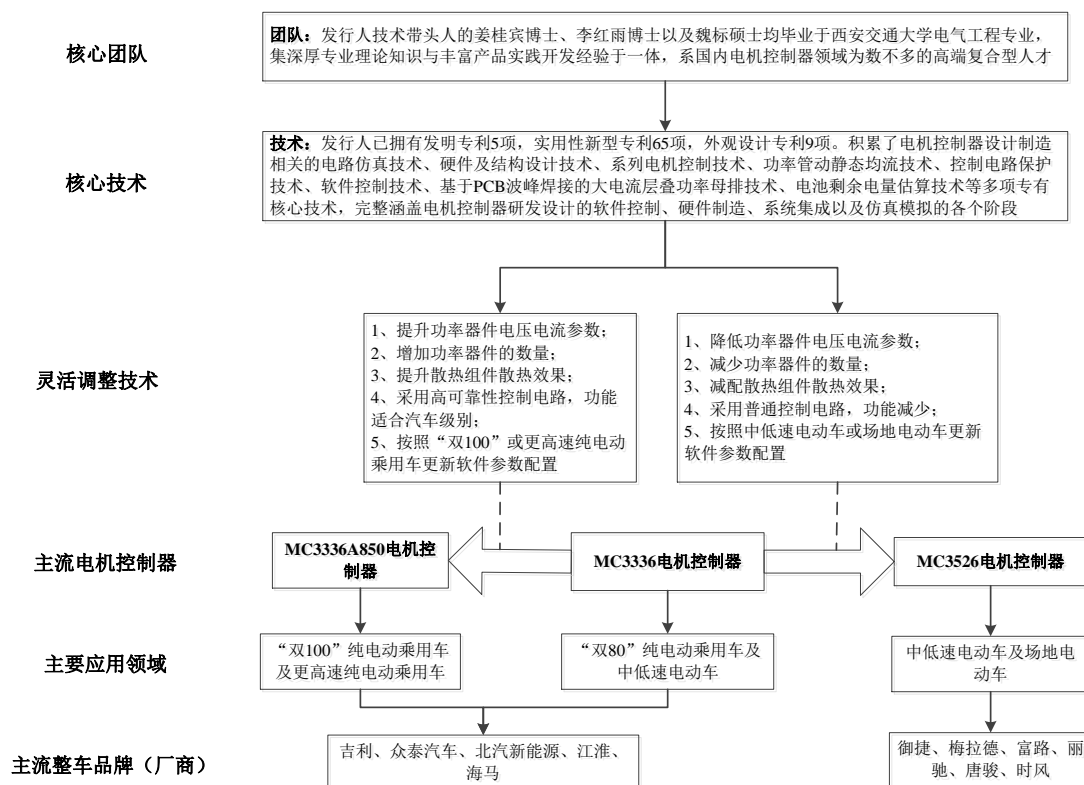 核心团队
团队：发行人技术带头人的姜桂宾博士、李红雨博士以及魏标硕士均毕业于西安交通大学电气工程专业，
集深厚专业理论知识与丰富产品实践开发经验于一体，系国内电机控制器领域为数不多的高端复合型人才
核心技术
技术：发行人已拥有发明专利5项，实用性新型专利65项，外观设计专利9项。积累了电机控制器设计制造
相关的电路仿真技术、硬件及结构设计技术、系列电机控制技术、功率管动静态均流技术、控制电路保护
技术、软件控制技术、基于PCB波峰焊接的大电流层叠功率母排技术、电池剩余电量估算技术等多项专有
核心技术，完整涵盖电机控制器研发设计的软件控制、硬件制造、系统集成以及仿真模拟的各个阶段
灵活调整技术
1、提升功率器件电压电流参数；
2、增加功率器件的数量；
3、提升散热组件散热效果；
4、采用高可靠性控制电路，功能
适合汽车级别；
5、按照“双100”或更高速纯电动
乘用车更新软件参数配置
1、降低功率器件电压电流参数；
2、减少功率器件的数量；
3、减配散热组件散热效果；
4、采用普通控制电路，功能减少；
5、按照中低速电动车或场地电动车更新
软件参数配置
主流电机控制器
MC3336A850电机控
制器
MC3336电机控制器
MC3526电机控制器
主要应用领域
“双100”纯电动乘用车
及更高速纯电动乘用车
“双80”纯电动乘用车及
中低速电动车
中低速电动车及场地电
动车
主流整车品牌（厂商）
吉利、众泰汽车、北汽新能源、江淮、
海马
御捷、梅拉德、富路、丽
驰、唐骏、时风